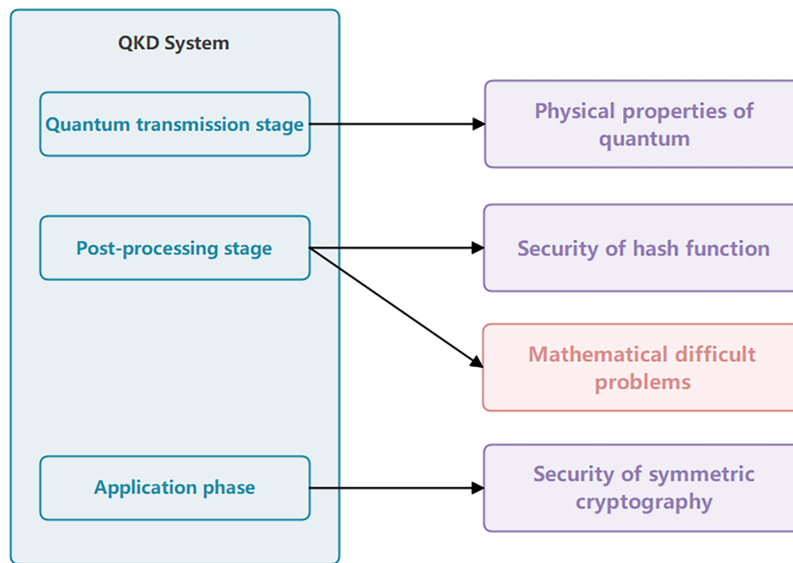 QKD System
Quantum transmission stage
Physical properties of
quantum
Post-processing stage
Security of hash function
Mathematical difficult
problems
Application phase
Security of symmetric
cryptography